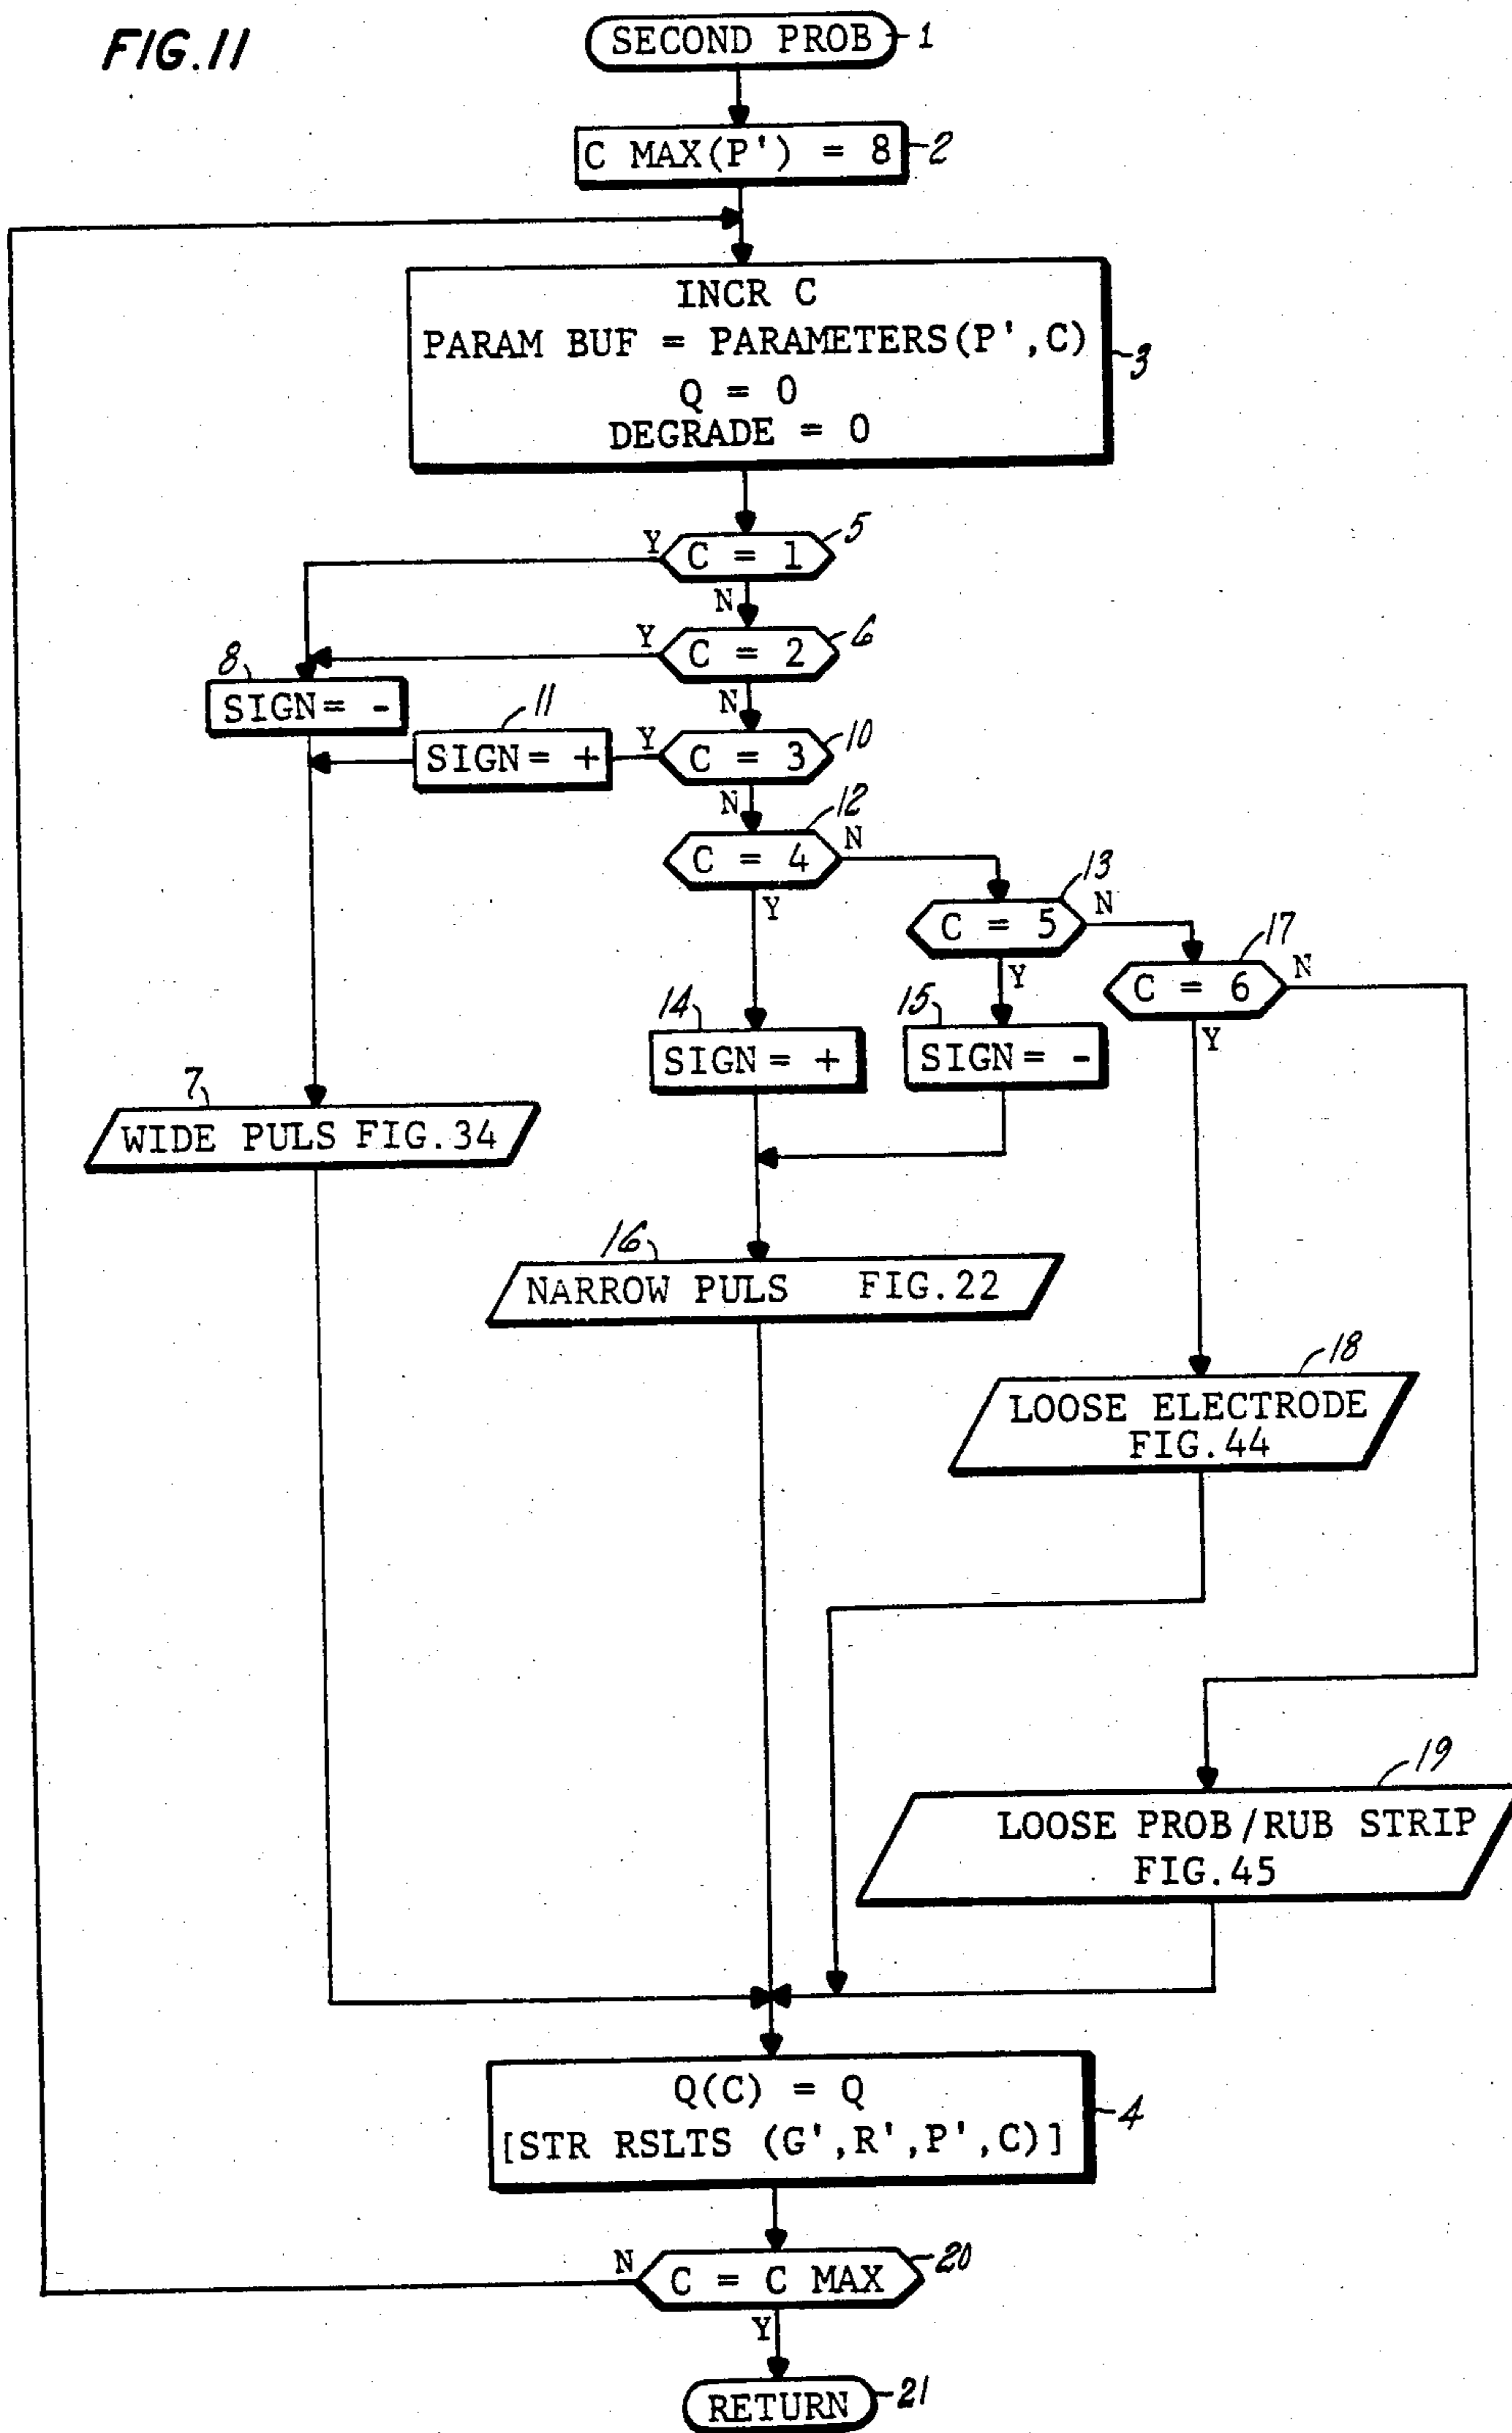 FIG. 11
SECOND PROB
1
C MAX(P') = 8
2
INCR C
PARAM BUF = PARAMETERS(P',C)
Q = 0
DEGRADE = 0
3
C = 1
5
Y
N
C = 2
6
Y
N
8
SIGN= -
11
SIGN= +
Y
C = 3
10
N
C = 4
12
N
Y
C = 5
13
N
Y
C = 6
17
N
Y
14
SIGN= +
15
SIGN= -
7
WIDE PULS FIG.34
16
NARROW PULS FIG.22
18
LOOSE ELECTRODE
FIG.44
19
LOOSE PROB/RUB STRIP
FIG.45
Q(C) = Q
[STR RSLTS (G',R',P',C)]
4
N
C = C MAX
20
Y
RETURN
21